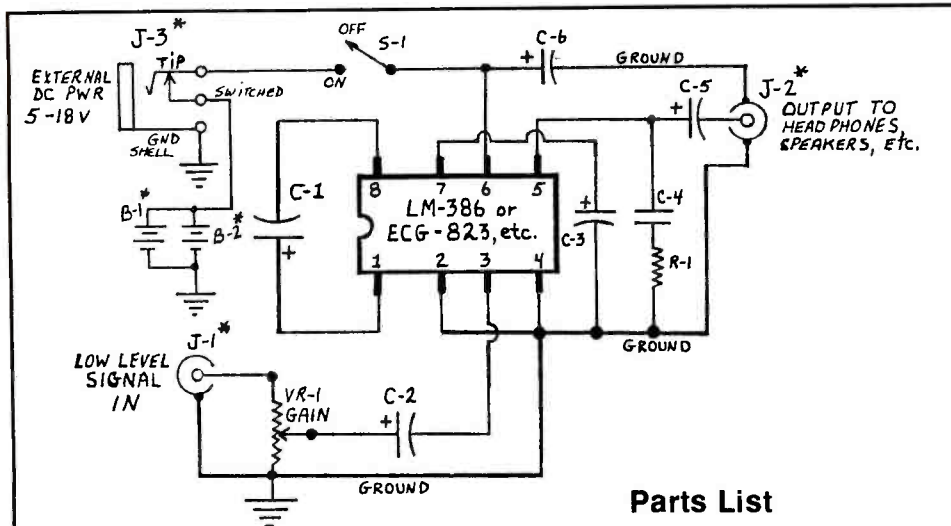 J-3*
TIP
EXTERNAL
DC PWR
5-18V
SWITCHED
GND
SHELL
OFF
S-1
ON
C-6
+
GROUND
J-2*
C-5
+
OUTPUT TO
HEADPHONES,
SPEAKERS, ETC.
B-1*
B-2*
C-1
+
8 7 6 5
LM-386 or
ECG-823, etc.
1 2 3 4
+
C-3
C-4
R-1
GROUND
J-1*
LOW LEVEL
SIGNAL
IN
VR-1
GAIN
C-2
+
GROUND
Parts List